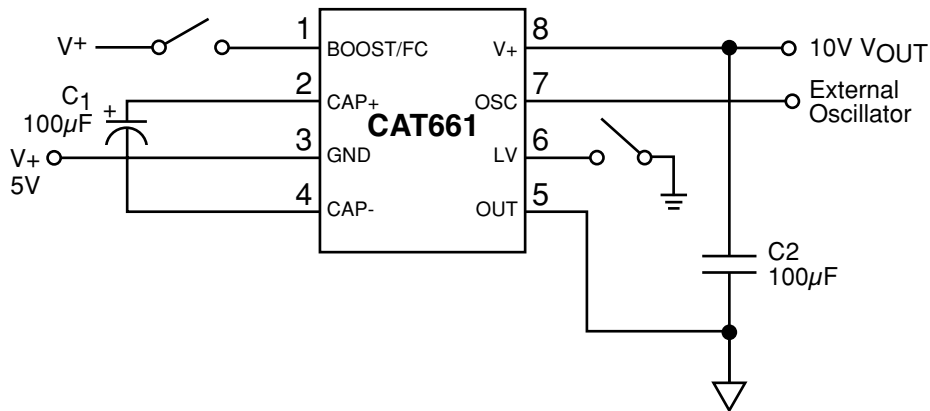 V+
1
BOOST/FC
8
V+
10V VOUT
C1
100µF
+
2
CAP+
7
OSC
External
Oscillator
CAT661
V+
5V
3
GND
6
LV
4
CAP-
5
OUT
C2
100µF